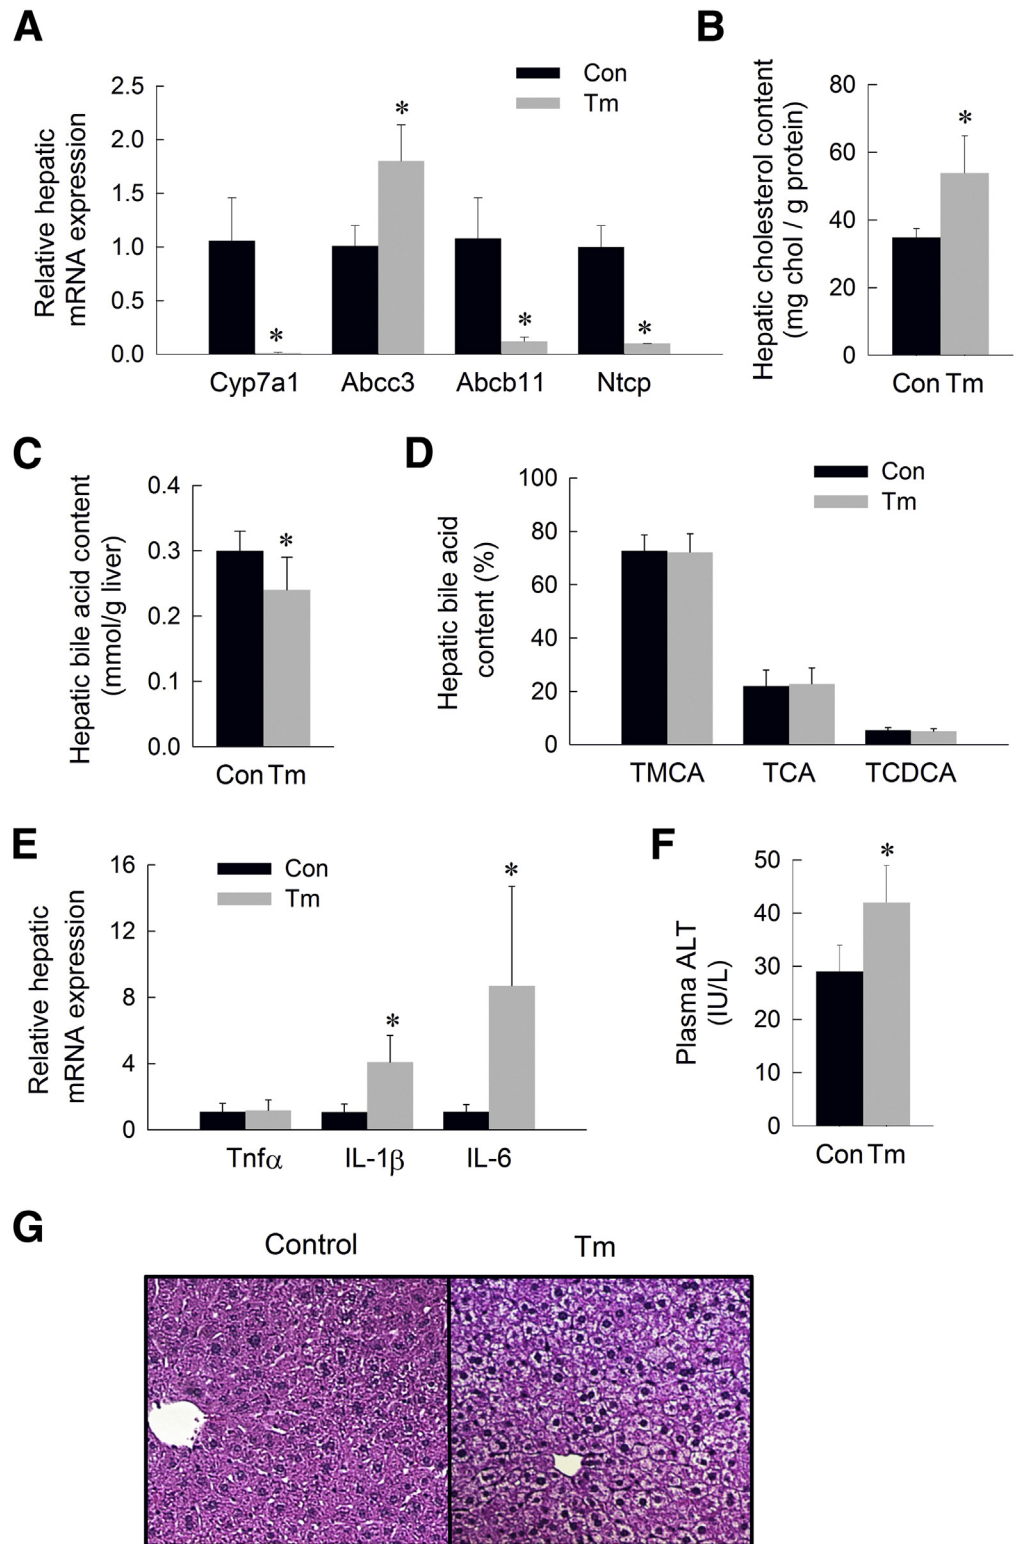 A
Relative hepatic
mRNA expression
2.5
2.0
1.5
1.0
0.5
0.0
Con
Tm
*
*
*
*
Cyp7a1 Abcc3 Abcb11 Ntcp
B
Hepatic cholesterol content
(mg chol / g protein)
80
60
40
20
0
*
Con Tm
C
Hepatic bile acid content
(mmol/g liver)
0.4
0.3
0.2
0.1
0.0
*
Con Tm
D
Hepatic bile acid
content (%)
100
80
60
40
20
0
Con
Tm
TMCA TCA TCDCA
E
Relative hepatic
mRNA expression
16
12
8
4
0
Con
Tm
*
*
Tnfα IL-1β IL-6
F
Plasma ALT
(IU/L)
50
40
30
20
10
0
*
Con Tm
G
Control Tm